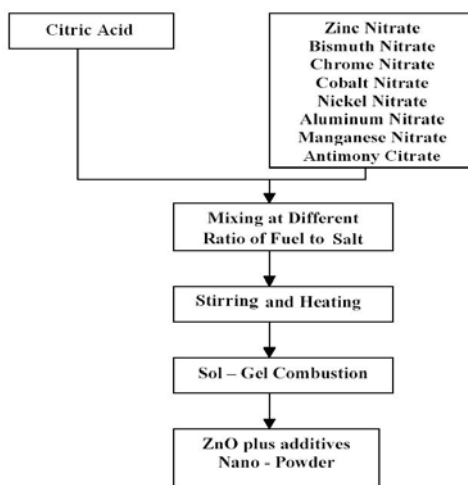 Citric Acid
Zinc Nitrate
Bismuth Nitrate
Chrome Nitrate
Cobalt Nitrate
Nickel Nitrate
Aluminum Nitrate
Manganese Nitrate
Antimony Citrate
Mixing at Different
Ratio of Fuel to Salt
Stirring and Heating
Sol – Gel Combustion
ZnO plus additives
Nano - Powder